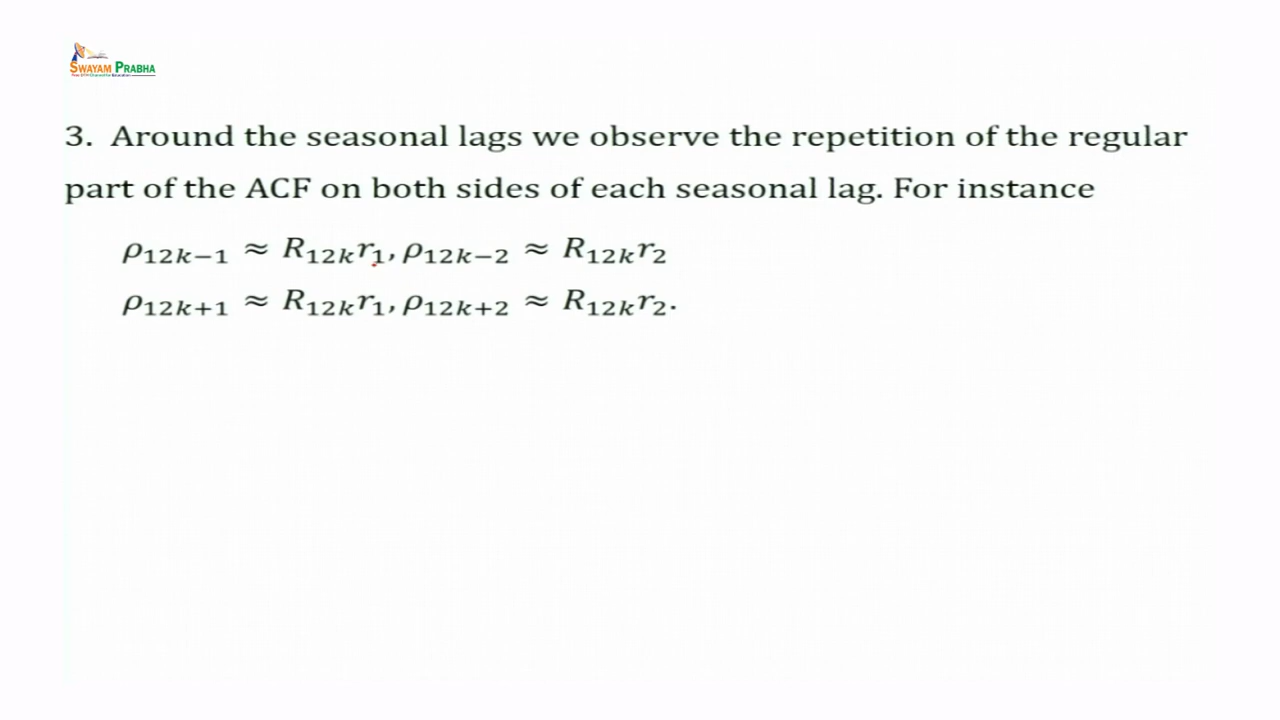 SWAYAM PRABHA
3. Around the seasonal lags we observe the repetition of the regular
part of the ACF on both sides of each seasonal lag. For instance
ρ₁₂ₖ₋₁ ≈ R₁₂ₖr₁, ρ₁₂ₖ₋₂ ≈ R₁₂ₖr₂
ρ₁₂ₖ₊₁ ≈ R₁₂ₖr₁, ρ₁₂ₖ₊₂ ≈ R₁₂ₖr₂.